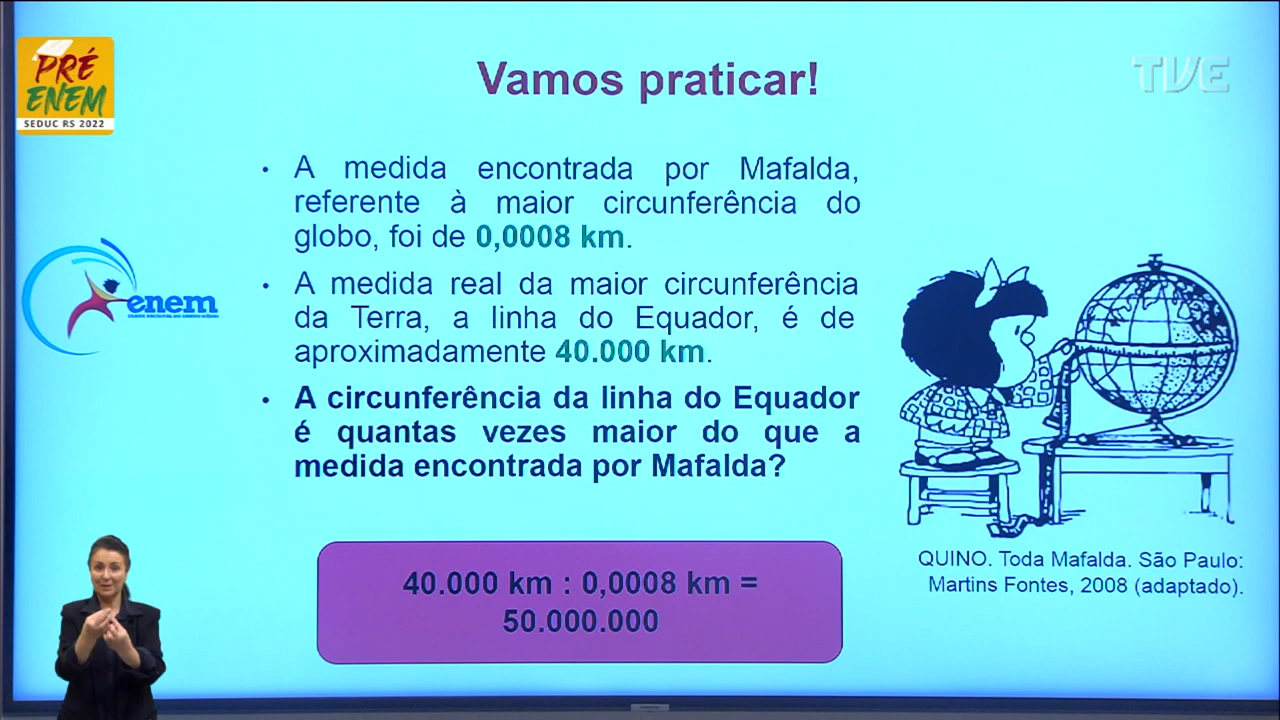 PRÉ
ENEM
SEDUC RS 2022
Vamos praticar!
TVE
• A medida encontrada por Mafalda,
referente à maior circunferência do
globo, foi de 0,0008 km.
• A medida real da maior circunferência
da Terra, a linha do Equador, é de
aproximadamente 40.000 km.
• A circunferência da linha do Equador
é quantas vezes maior do que a
medida encontrada por Mafalda?
enem
40.000 km : 0,0008 km =
50.000.000
QUINO. Toda Mafalda. São Paulo:
Martins Fontes, 2008 (adaptado).